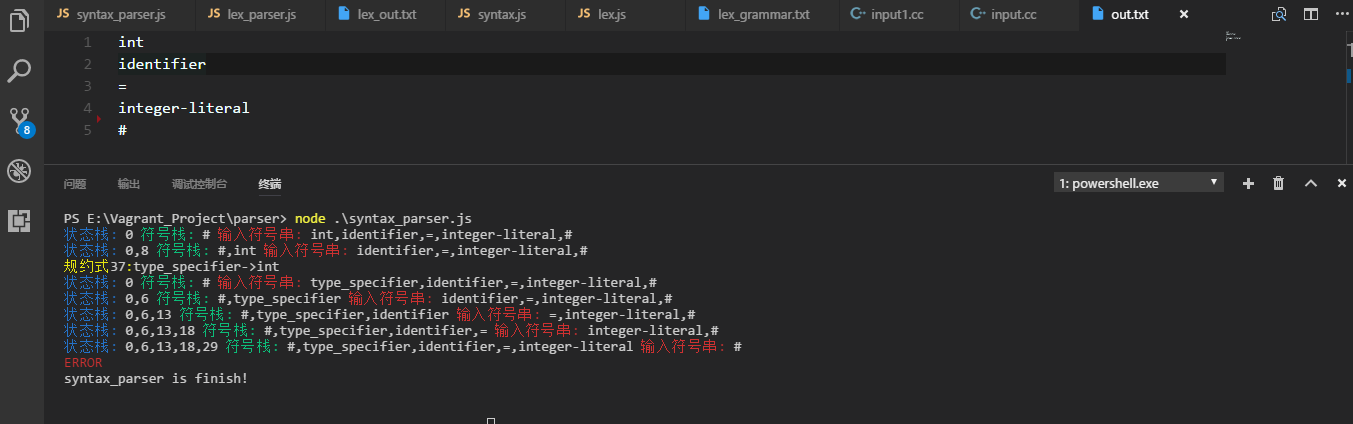 JS syntax_parser.js JS lex_parser.js lex_out.txt JS syntax.js JS lex.js lex_grammar.txt C++ input1.cc C++ input.cc out.txt
1 int
2 identifier
3 =
4 integer-literal
5 #
8
问题 输出 调试控制台 终端 1: powershell.exe
PS E:\Vagrant_Project\parser> node .\syntax_parser.js
状态栈: 0 符号栈: # 输入符号串: int,identifier,=,integer-literal,#
状态栈: 0,8 符号栈: #,int 输入符号串: identifier,=,integer-literal,#
规约式37:type_specifier->int
状态栈: 0 符号栈: # 输入符号串: type_specifier,identifier,=,integer-literal,#
状态栈: 0,6 符号栈: #,type_specifier 输入符号串: identifier,=,integer-literal,#
状态栈: 0,6,13 符号栈: #,type_specifier,identifier 输入符号串: =,integer-literal,#
状态栈: 0,6,13,18 符号栈: #,type_specifier,identifier,= 输入符号串: integer-literal,#
状态栈: 0,6,13,18,29 符号栈: #,type_specifier,identifier,=,integer-literal 输入符号串: #
ERROR
syntax_parser is finish!